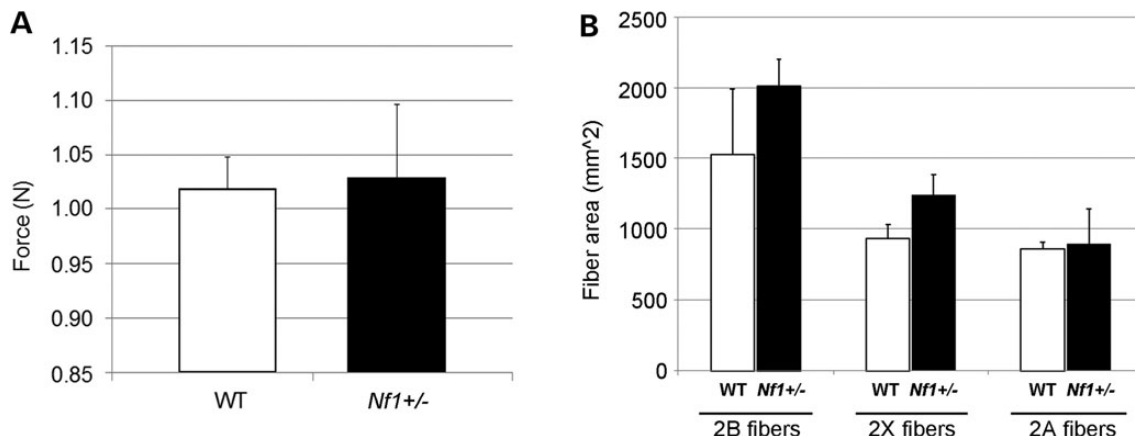 A
1.15
1.10
1.05
1.00
0.95
0.90
0.85
Force (N)
WT Nf1+/-
B
2500
2000
1500
1000
500
0
Fiber area (mm^2)
WT Nf1+/- WT Nf1+/- WT Nf1+/-
2B fibers 2X fibers 2A fibers